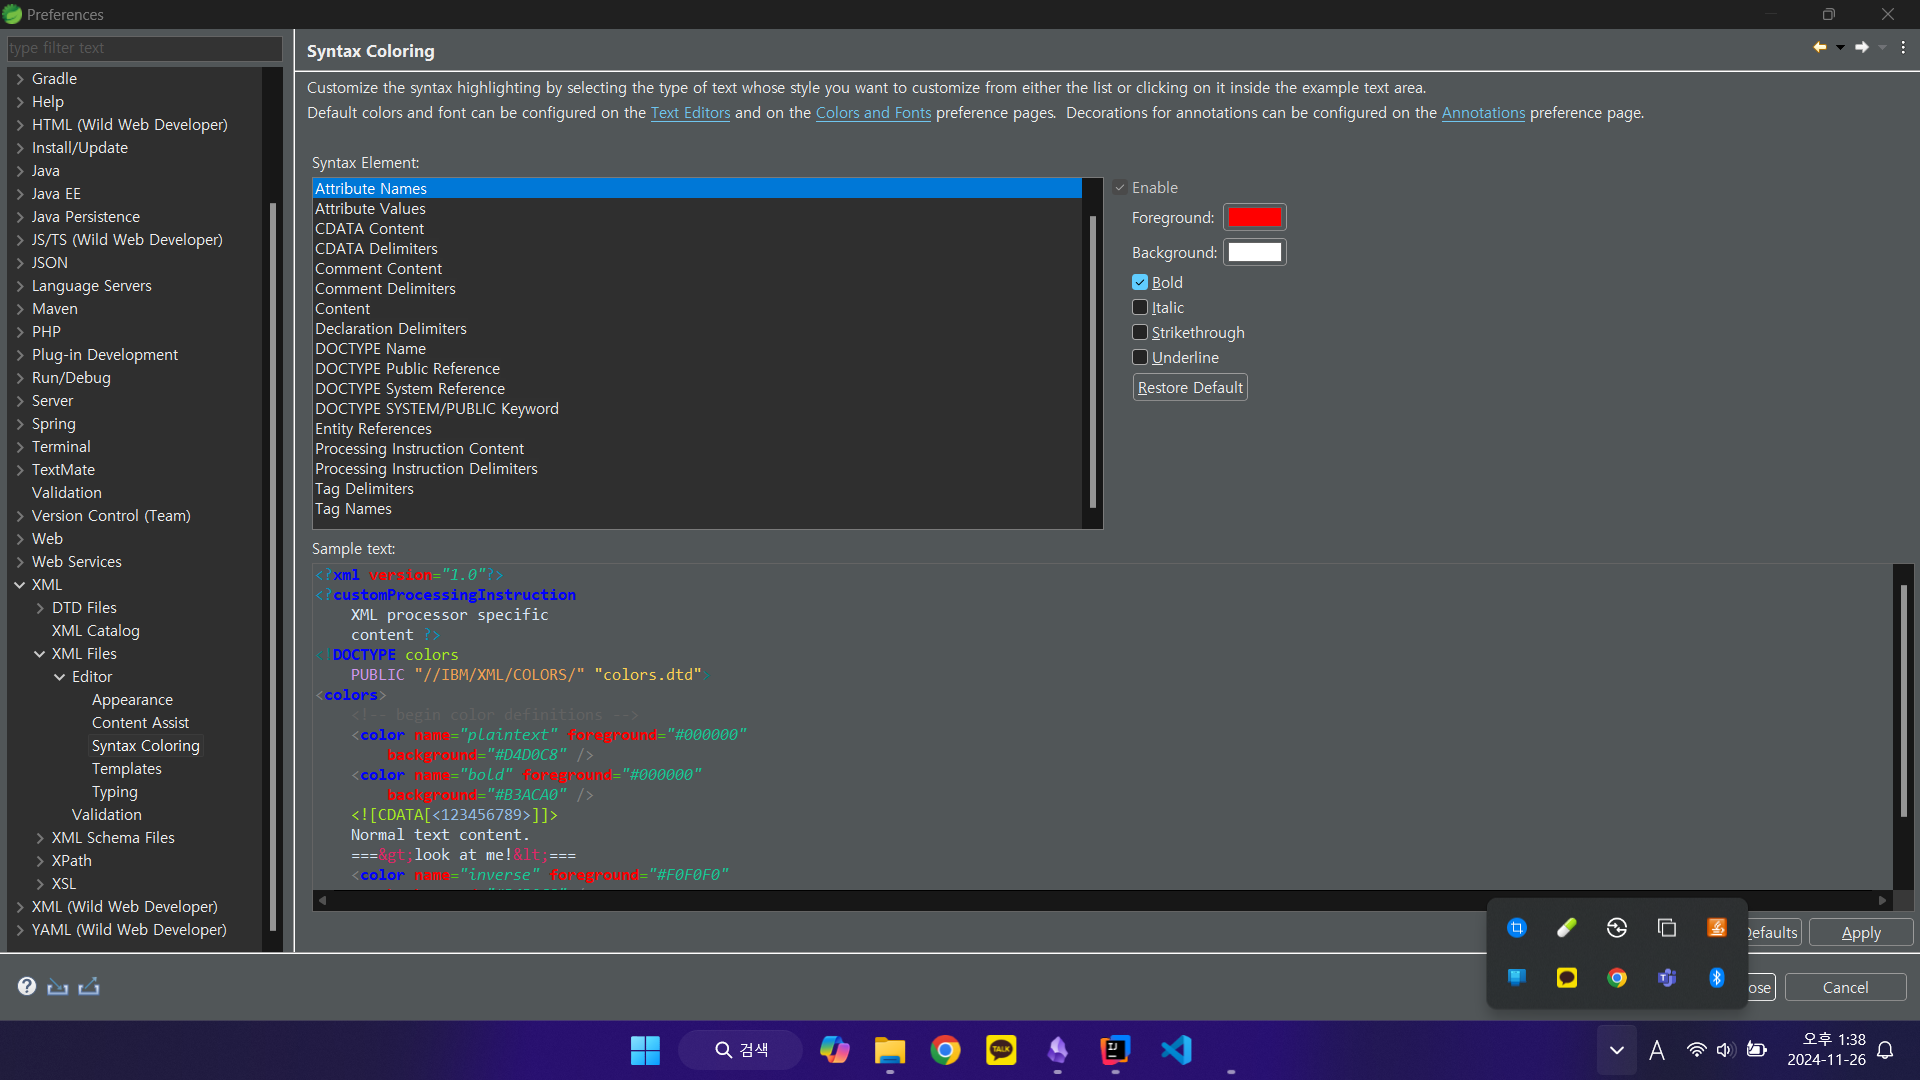 Preferences
type filter text
Gradle
Help
HTML (Wild Web Developer)
Install/Update
Java
Java EE
Java Persistence
JS/TS (Wild Web Developer)
JSON
Language Servers
Maven
PHP
Plug-in Development
Run/Debug
Server
Spring
Terminal
TextMate
Validation
Version Control (Team)
Web
Web Services
XML
DTD Files
XML Catalog
XML Files
Editor
Appearance
Content Assist
Syntax Coloring
Templates
Typing
Validation
XML Schema Files
XPath
XSL
XML (Wild Web Developer)
YAML (Wild Web Developer)
Syntax Coloring
Customize the syntax highlighting by selecting the type of text whose style you want to customize from either the list or clicking on it inside the example text area.
Default colors and font can be configured on the Text Editors and on the Colors and Fonts preference pages. Decorations for annotations can be configured on the Annotations preference page.
Syntax Element:
Attribute Names
Attribute Values
CDATA Content
CDATA Delimiters
Comment Content
Comment Delimiters
Content
Declaration Delimiters
DOCTYPE Name
DOCTYPE Public Reference
DOCTYPE System Reference
DOCTYPE SYSTEM/PUBLIC Keyword
Entity References
Processing Instruction Content
Processing Instruction Delimiters
Tag Delimiters
Tag Names
Enable
Foreground:
Background:
Bold
Italic
Strikethrough
Underline
Restore Default
Sample text:
<?xml version="1.0"?>
<?customProcessingInstruction
XML processor specific
content ?>
<!DOCTYPE colors
PUBLIC "//IBM/XML/COLORS/" "colors.dtd">
<colors>
<!-- begin color definitions -->
<color name="plaintext" foreground="#000000"
background="#D4D0C8" />
<color name="bold" foreground="#000000"
background="#B3ACA0" />
<![CDATA[<123456789>]]>
Normal text content.
===&gt;look at me!&lt;===
<color name="inverse" foreground="#F0F0F0"
Defaults
Apply
ose
Cancel
검색
TALK
A
오후 1:38
2024-11-26